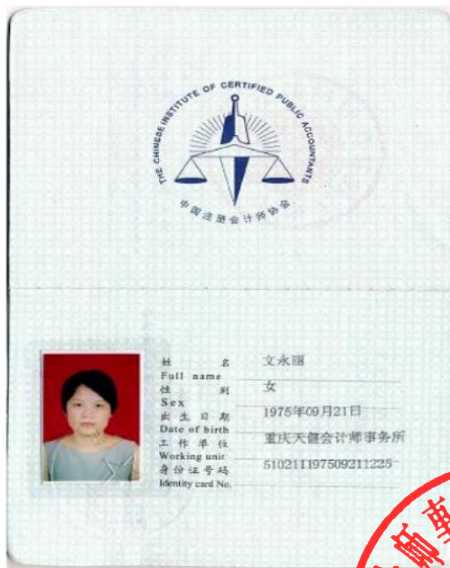 THE CHINESE INSTITUTE OF CERTIFIED PUBLIC ACCOUNTANTS
中国注册会计师协会
姓 名 文永丽
Full name
性 别 女
Sex
出 生 日 期 1975年09月21日
Date of birth
工 作 单 位 重庆天健会计师事务所
Working unit
身份证号码 510211197509211225
Identity card No.